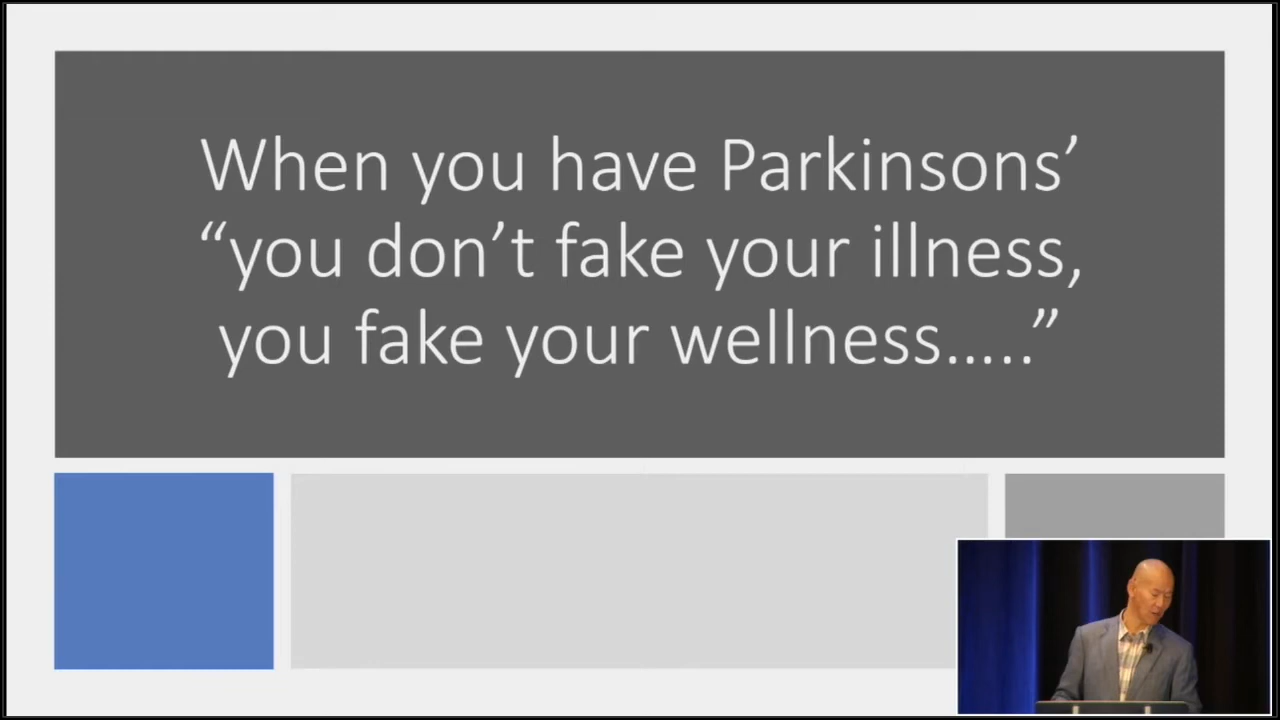 When you have Parkinsons’
“you don’t fake your illness,
you fake your wellness…..”